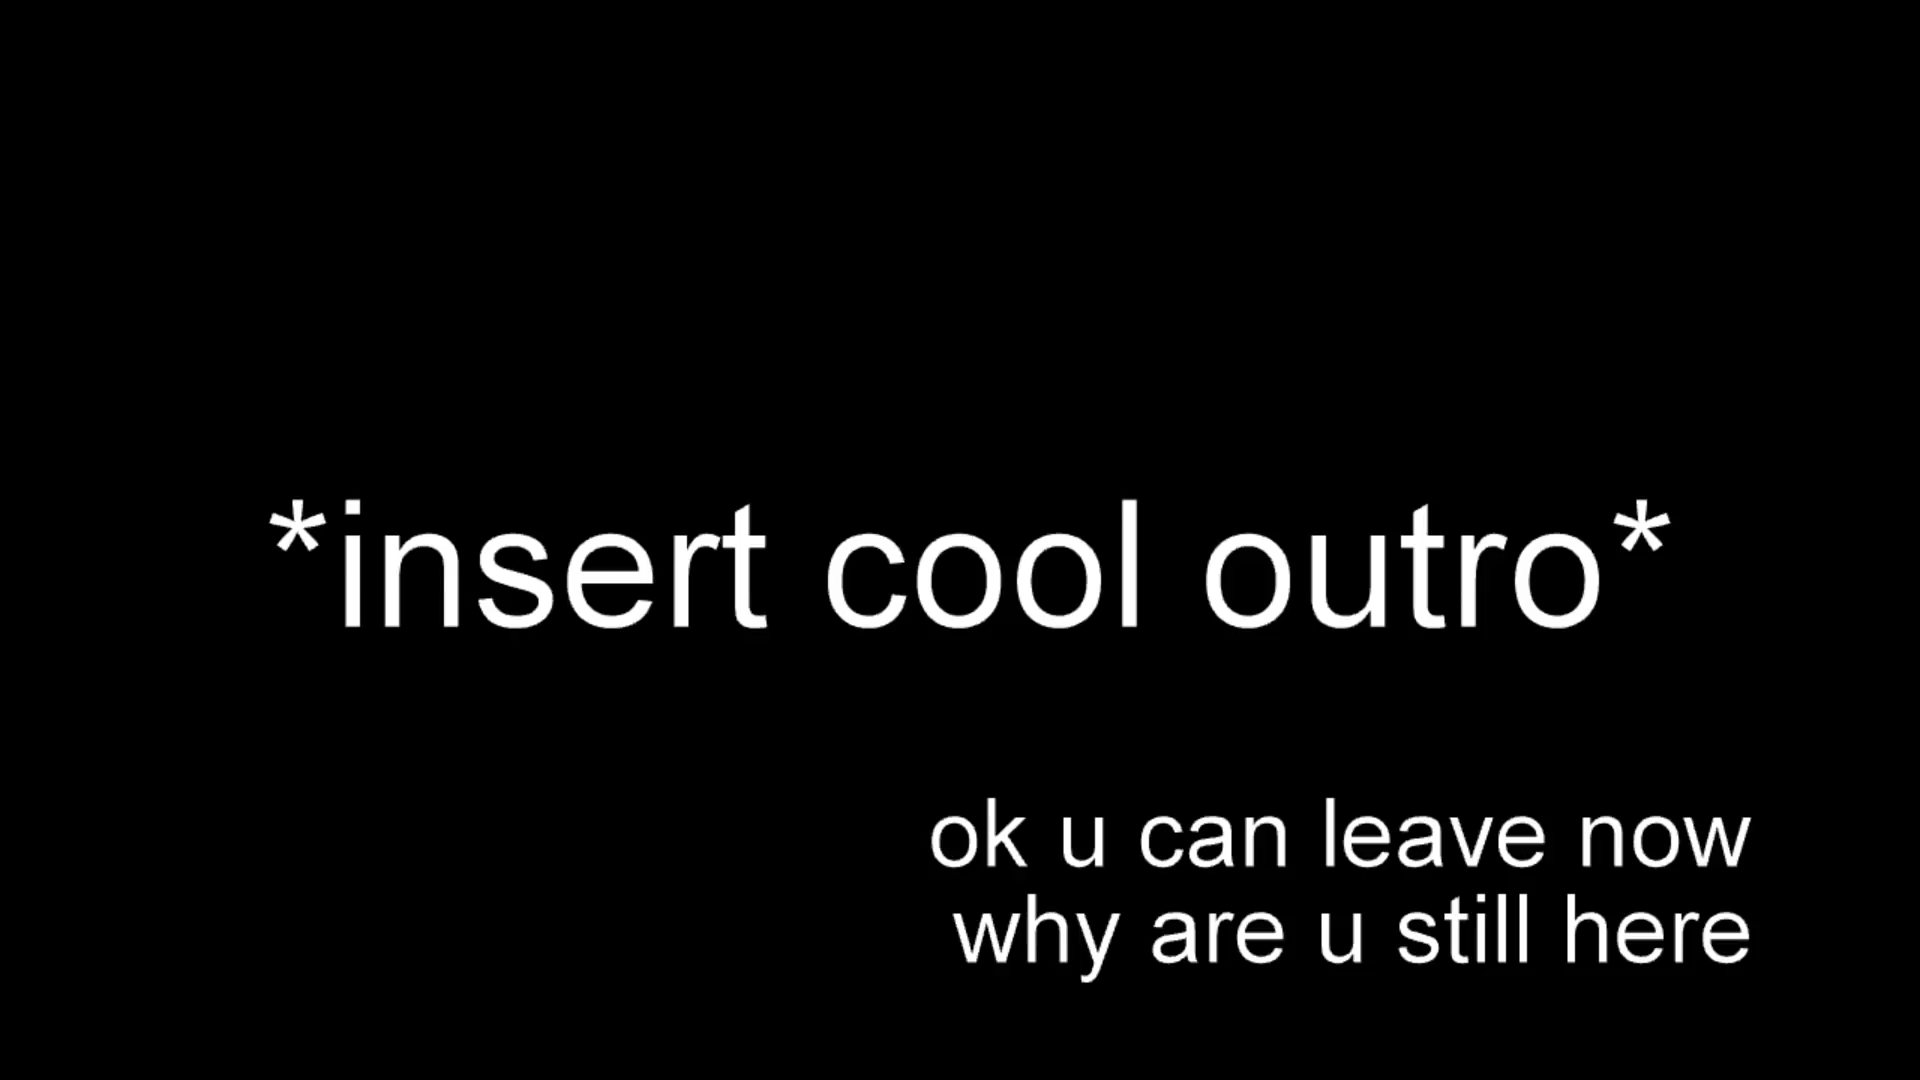 *insert cool outro*
ok u can leave now
why are u still here